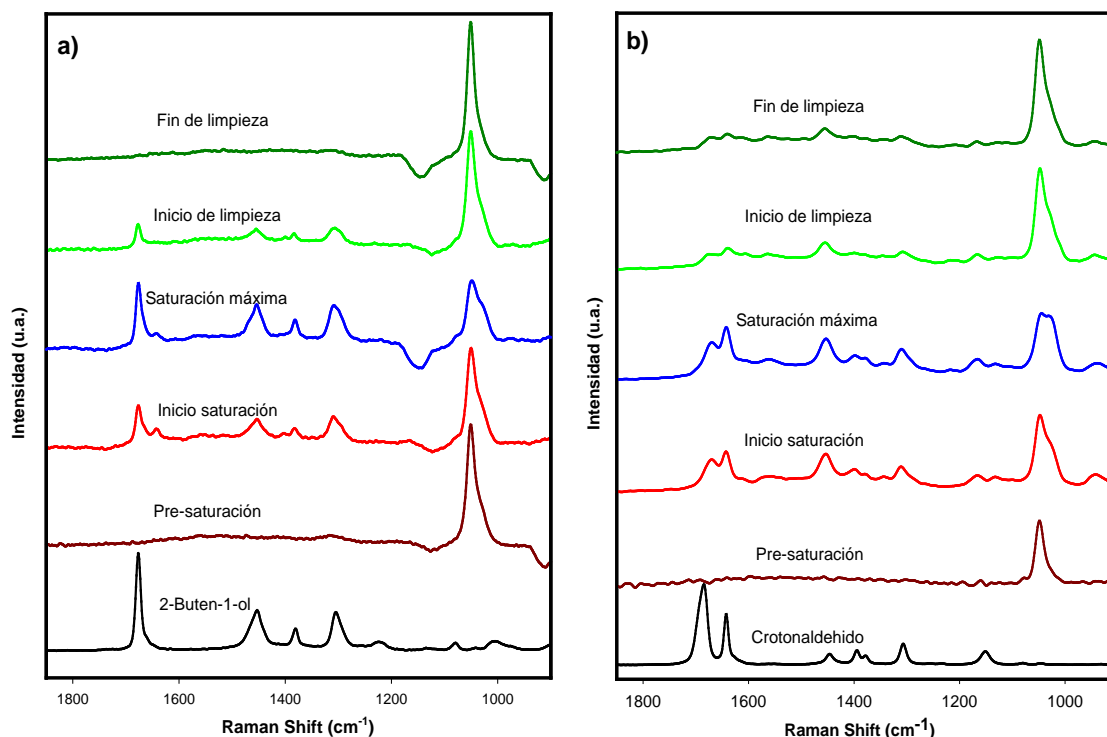 a)
Fin de limpieza
Inicio de limpieza
Saturación máxima
Inicio saturación
Pre-saturación
2-Buten-1-ol
Intensidad (u.a.)
1800 1600 1400 1200 1000
Raman Shift (cm⁻¹)
b)
Fin de limpieza
Inicio de limpieza
Saturación máxima
Inicio saturación
Pre-saturación
Crotonaldehido
Intensidad (u.a.)
1800 1600 1400 1200 1000
Raman Shift (cm⁻¹)